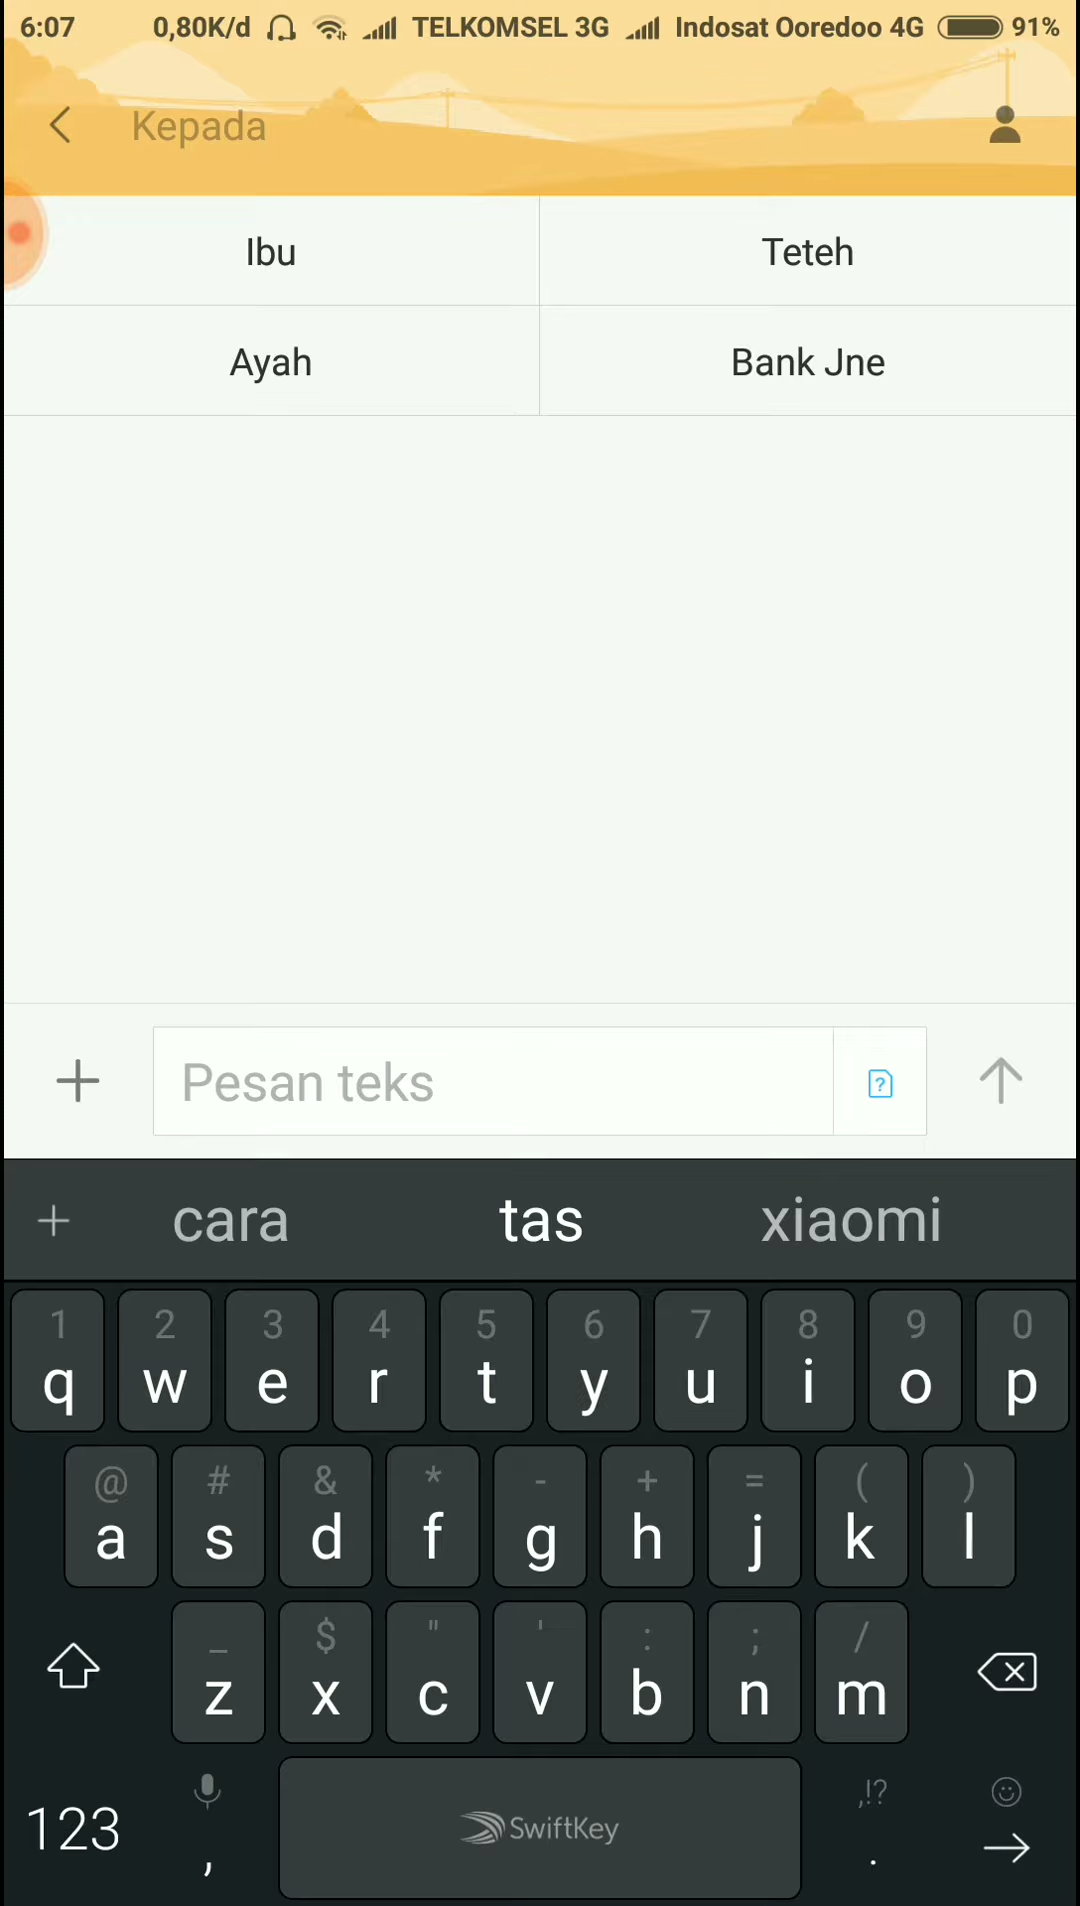 6:07 0,80K/d TELKOMSEL 3G Indosat Ooredoo 4G 91%
Kepada
Ibu Teteh
Ayah Bank Jne
Pesan teks ?
+ cara tas xiaomi
1 2 3 4 5 6 7 8 9 0
q w e r t y u i o p
@ # & * - + = ( )
a s d f g h j k l
_ $ " ' : ; /
z x c v b n m
,!?
123 , SwiftKey .